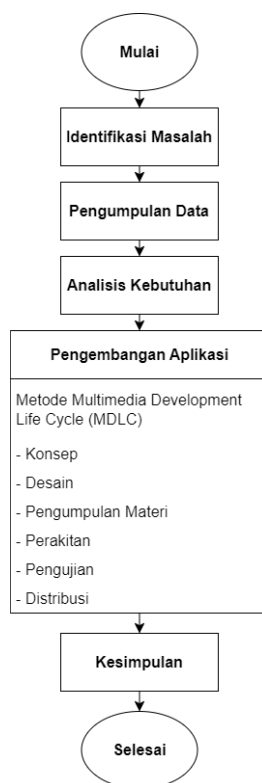 Mulai
Identifikasi Masalah
Pengumpulan Data
Analisis Kebutuhan
Pengembangan Aplikasi
Metode Multimedia Development
Life Cycle (MDLC)
- Konsep
- Desain
- Pengumpulan Materi
- Perakitan
- Pengujian
- Distribusi
Kesimpulan
Selesai